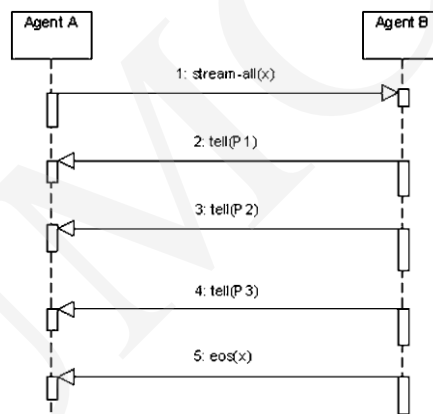 Agent A
Agent B
1: stream-all(x)
2: tell(P1)
3: tell(P2)
4: tell(P3)
5: eos(x)